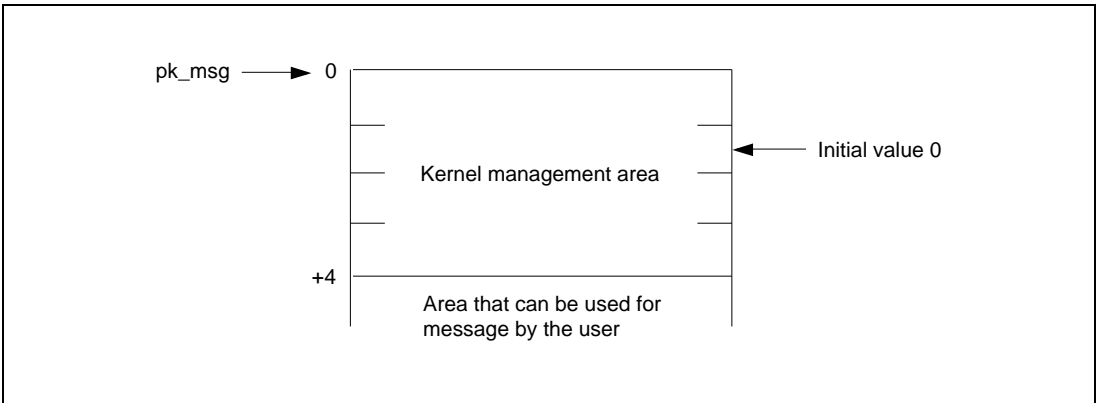 pk_msg
0
Initial value 0
Kernel management area
+4
Area that can be used for
message by the user